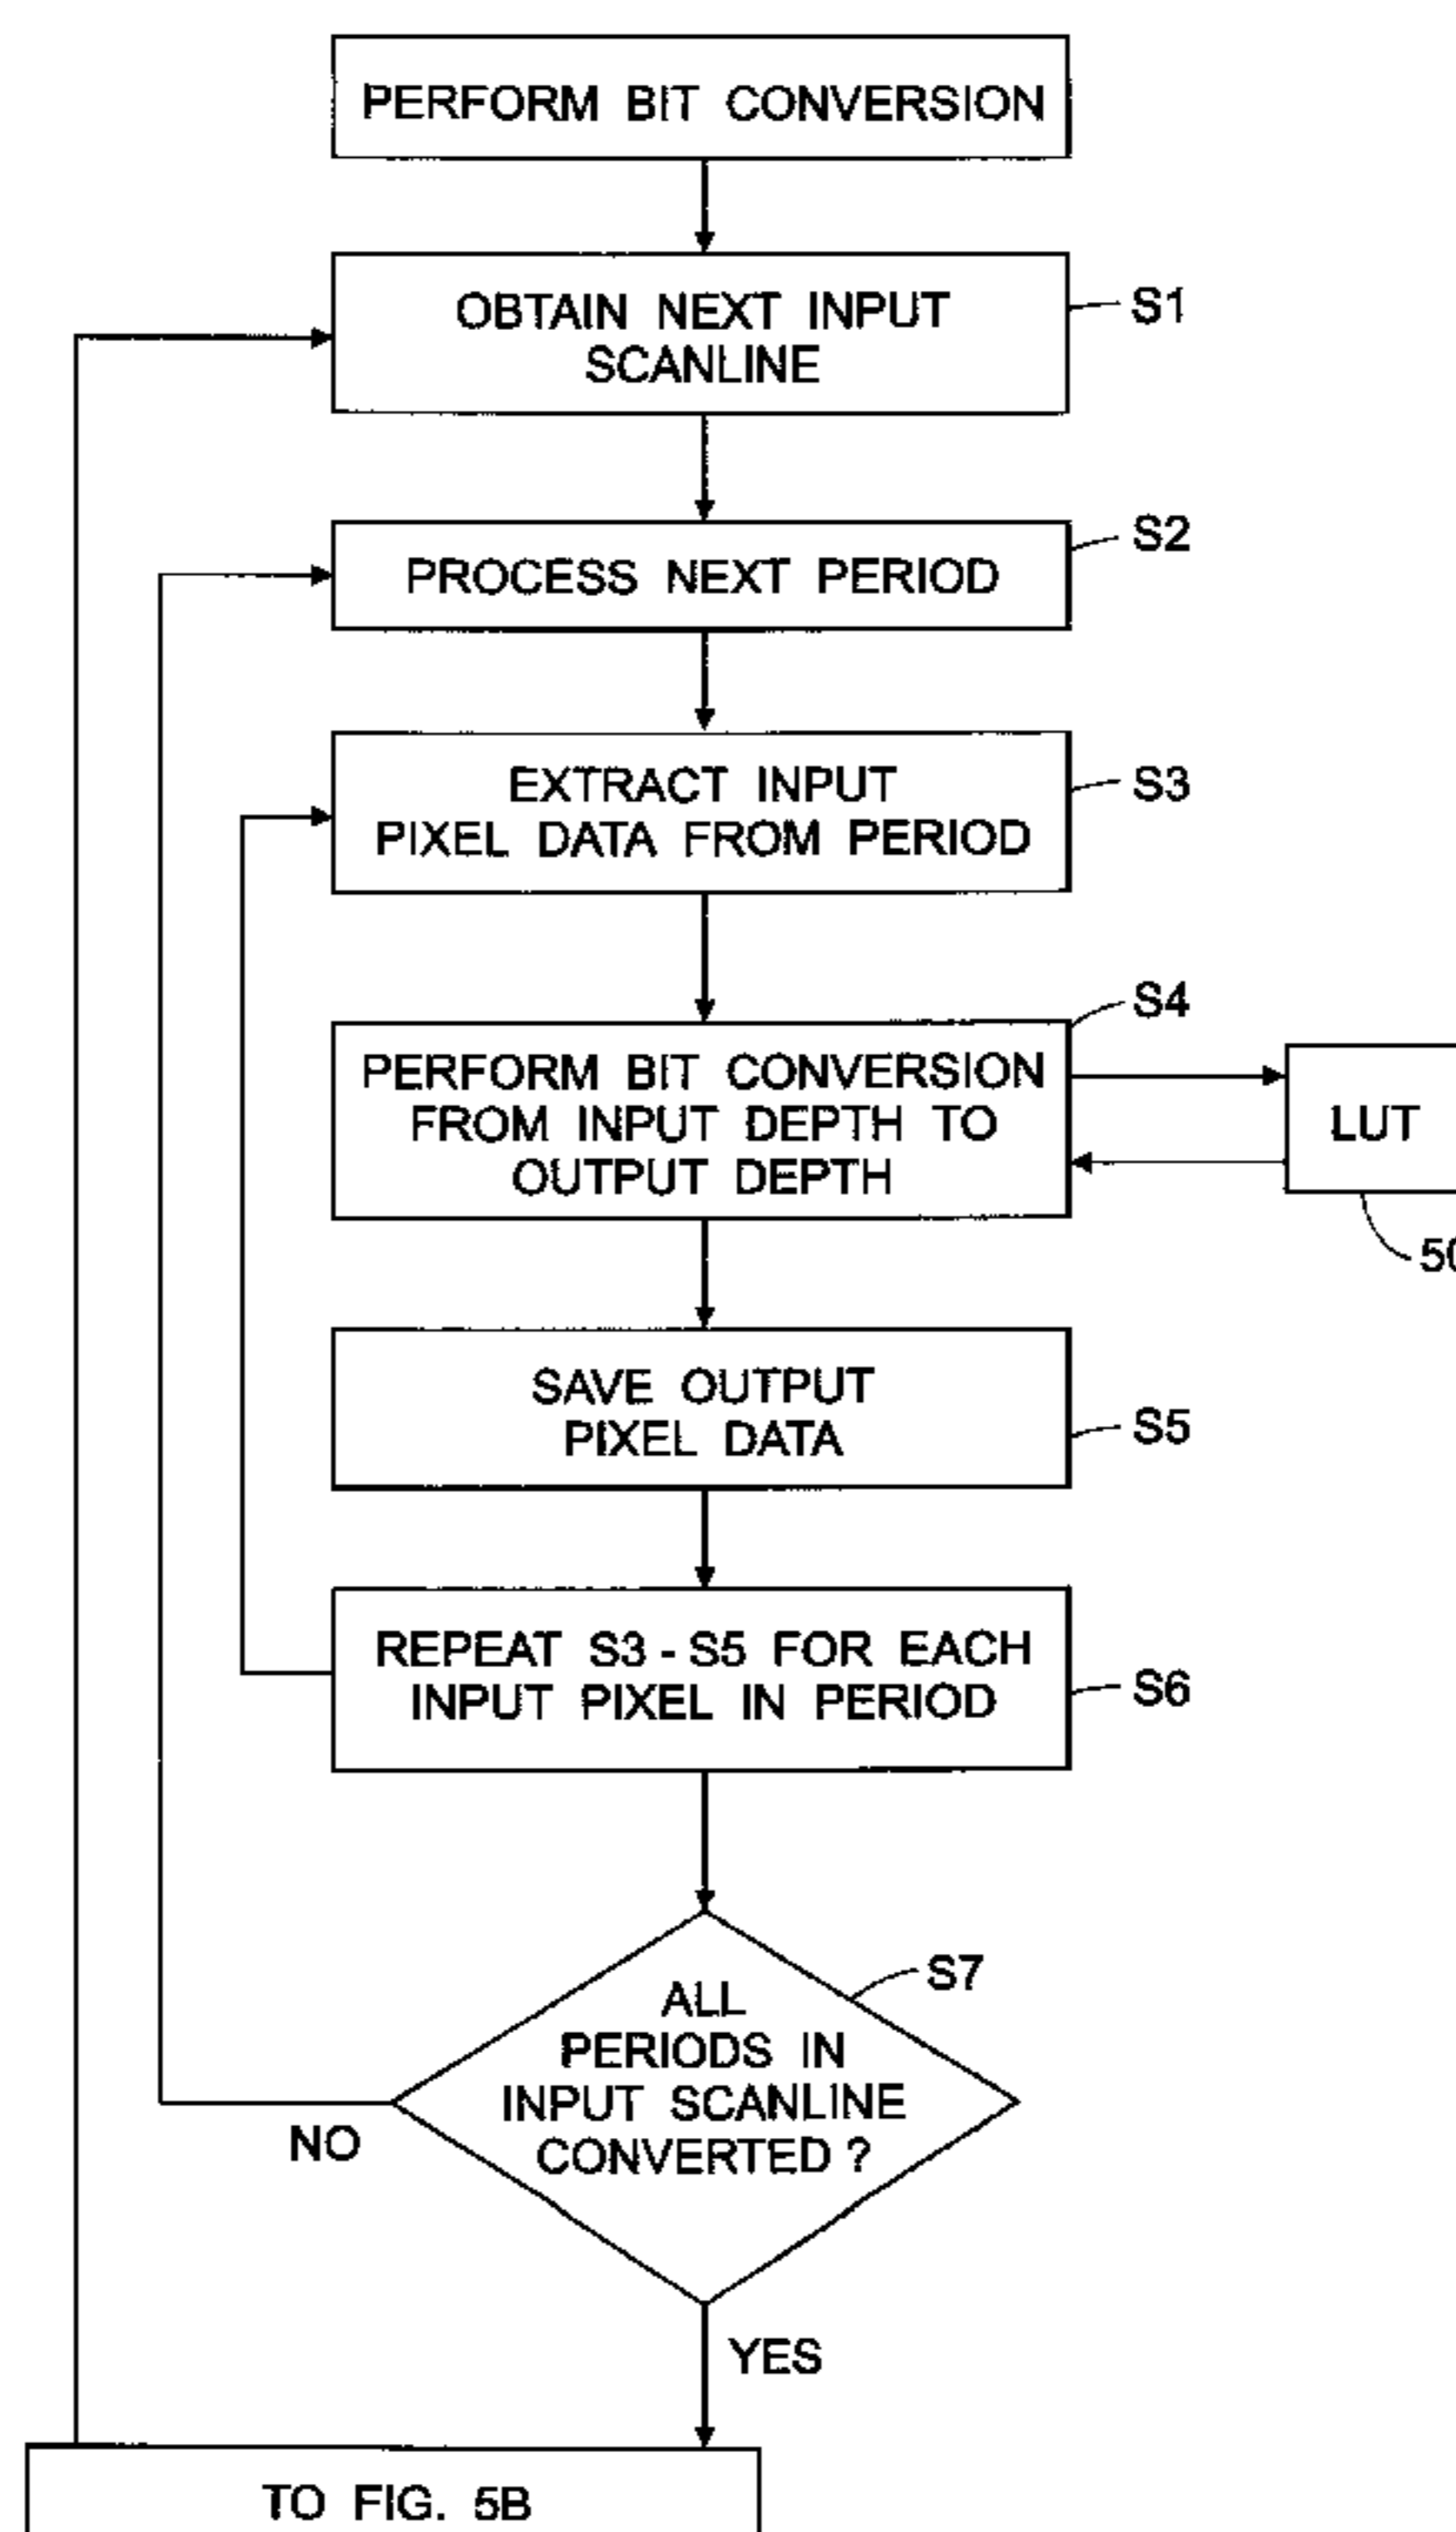 PERFORM BIT CONVERSION
OBTAIN NEXT INPUT
SCANLINE
S1
PROCESS NEXT PERIOD
S2
EXTRACT INPUT
PIXEL DATA FROM PERIOD
S3
PERFORM BIT CONVERSION
FROM INPUT DEPTH TO
OUTPUT DEPTH
S4
LUT
SAVE OUTPUT
PIXEL DATA
S5
REPEAT S3 - S5 FOR EACH
INPUT PIXEL IN PERIOD
S6
ALL
PERIODS IN
INPUT SCANLINE
CONVERTED ?
S7
NO
YES
TO FIG. 5B